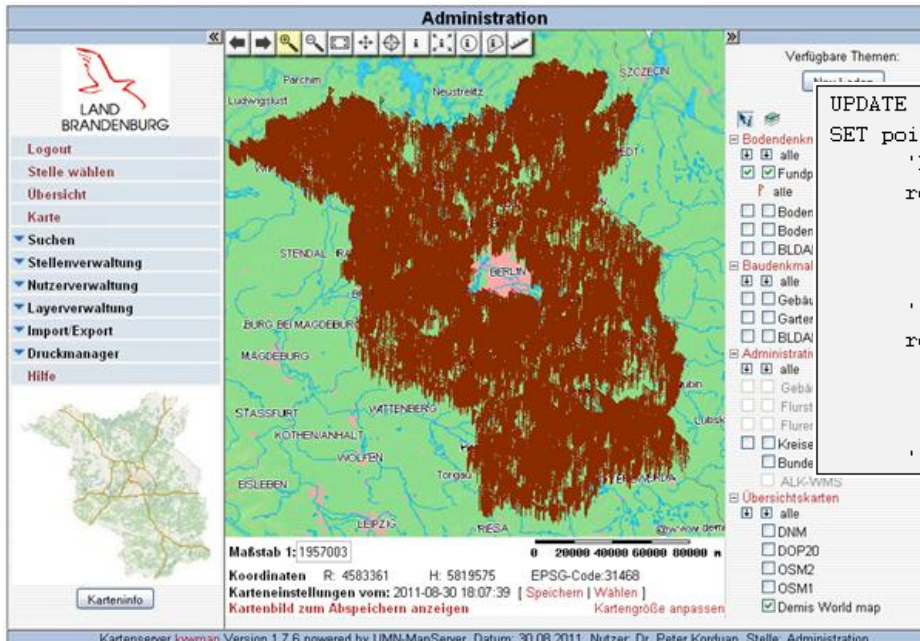 Administration
LAND
BRANDENBURG
Logout
Stelle wählen
Übersicht
Karte
Suchen
Stellenverwaltung
Nutzerverwaltung
Layerverwaltung
Import/Export
Druckmanager
Hilfe
Karteninfo
Parchim
Ludwigslust
Neustrelitz
SZCZECIN
STENDAL
BERLIN
BURG BEI MAGDEBURG
MAGDEBURG
STASSFURT
WITTENBERG
KOTHEN/ANHALT
WOLFEN
EISLEBEN
Torgau
LEIPZIG
RIESA
Maßstab 1: 1957003
0 20000 40000 60000 80000 m
Koordinaten R: 4583361 H: 5819575 EPSG-Code:31468
Karteneinstellungen vom: 2011-08-30 18:07:39 [ Speichern | Wählen ]
Kartenbild zum Abspeichern anzeigen Kartengröße anpassen
Verfügbare Themen:
Neu Laden
UPDATE
SET poi
Bodendenkm
alle
Fundp
alle
Boden
Boden
BLDA
Baudenkmal
alle
Gebäu
Garten
BLDA
Administrati
alle
Gebä
Flurst
Flure
Kreise
Bunde
ALK-WMS
Übersichtskarten
alle
DNM
DOP20
OSM2
OSM1
Demis World map
Kartenserver kvwmap Version 1.7.6 powered by UMN-MapServer, Datum: 30.08.2011, Nutzer: Dr. Peter Korduan, Stelle: Administration